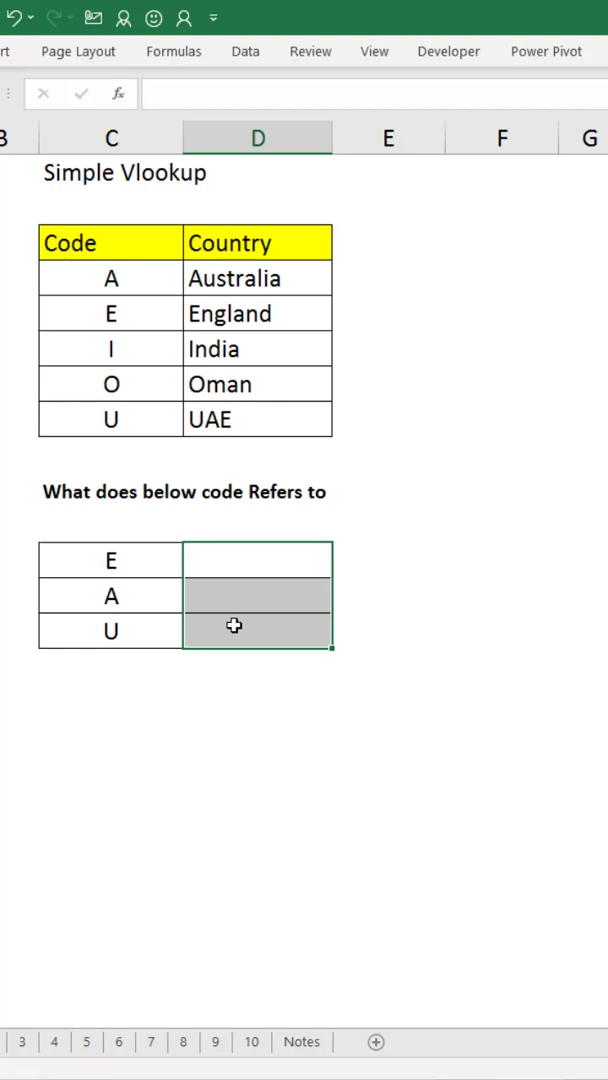 rt Page Layout Formulas Data Review View Developer Power Pivot
fx
B C D E F G
Simple Vlookup
Code Country
A Australia
E England
I India
O Oman
U UAE
What does below code Refers to
E
A
U
3 4 5 6 7 8 9 10 Notes